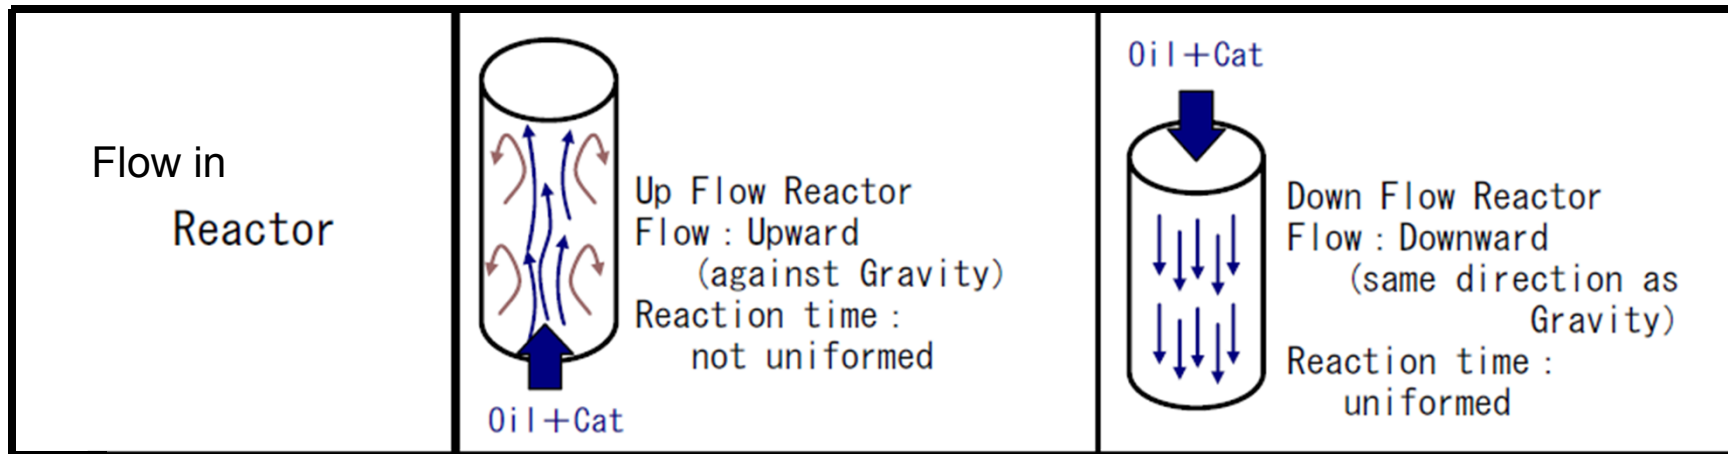 Flow in
Reactor
Up Flow Reactor
Flow：Upward
(against Gravity)
Reaction time：
not uniformed
Oil＋Cat
Oil＋Cat
Down Flow Reactor
Flow：Downward
(same direction as
Gravity)
Reaction time：
uniformed